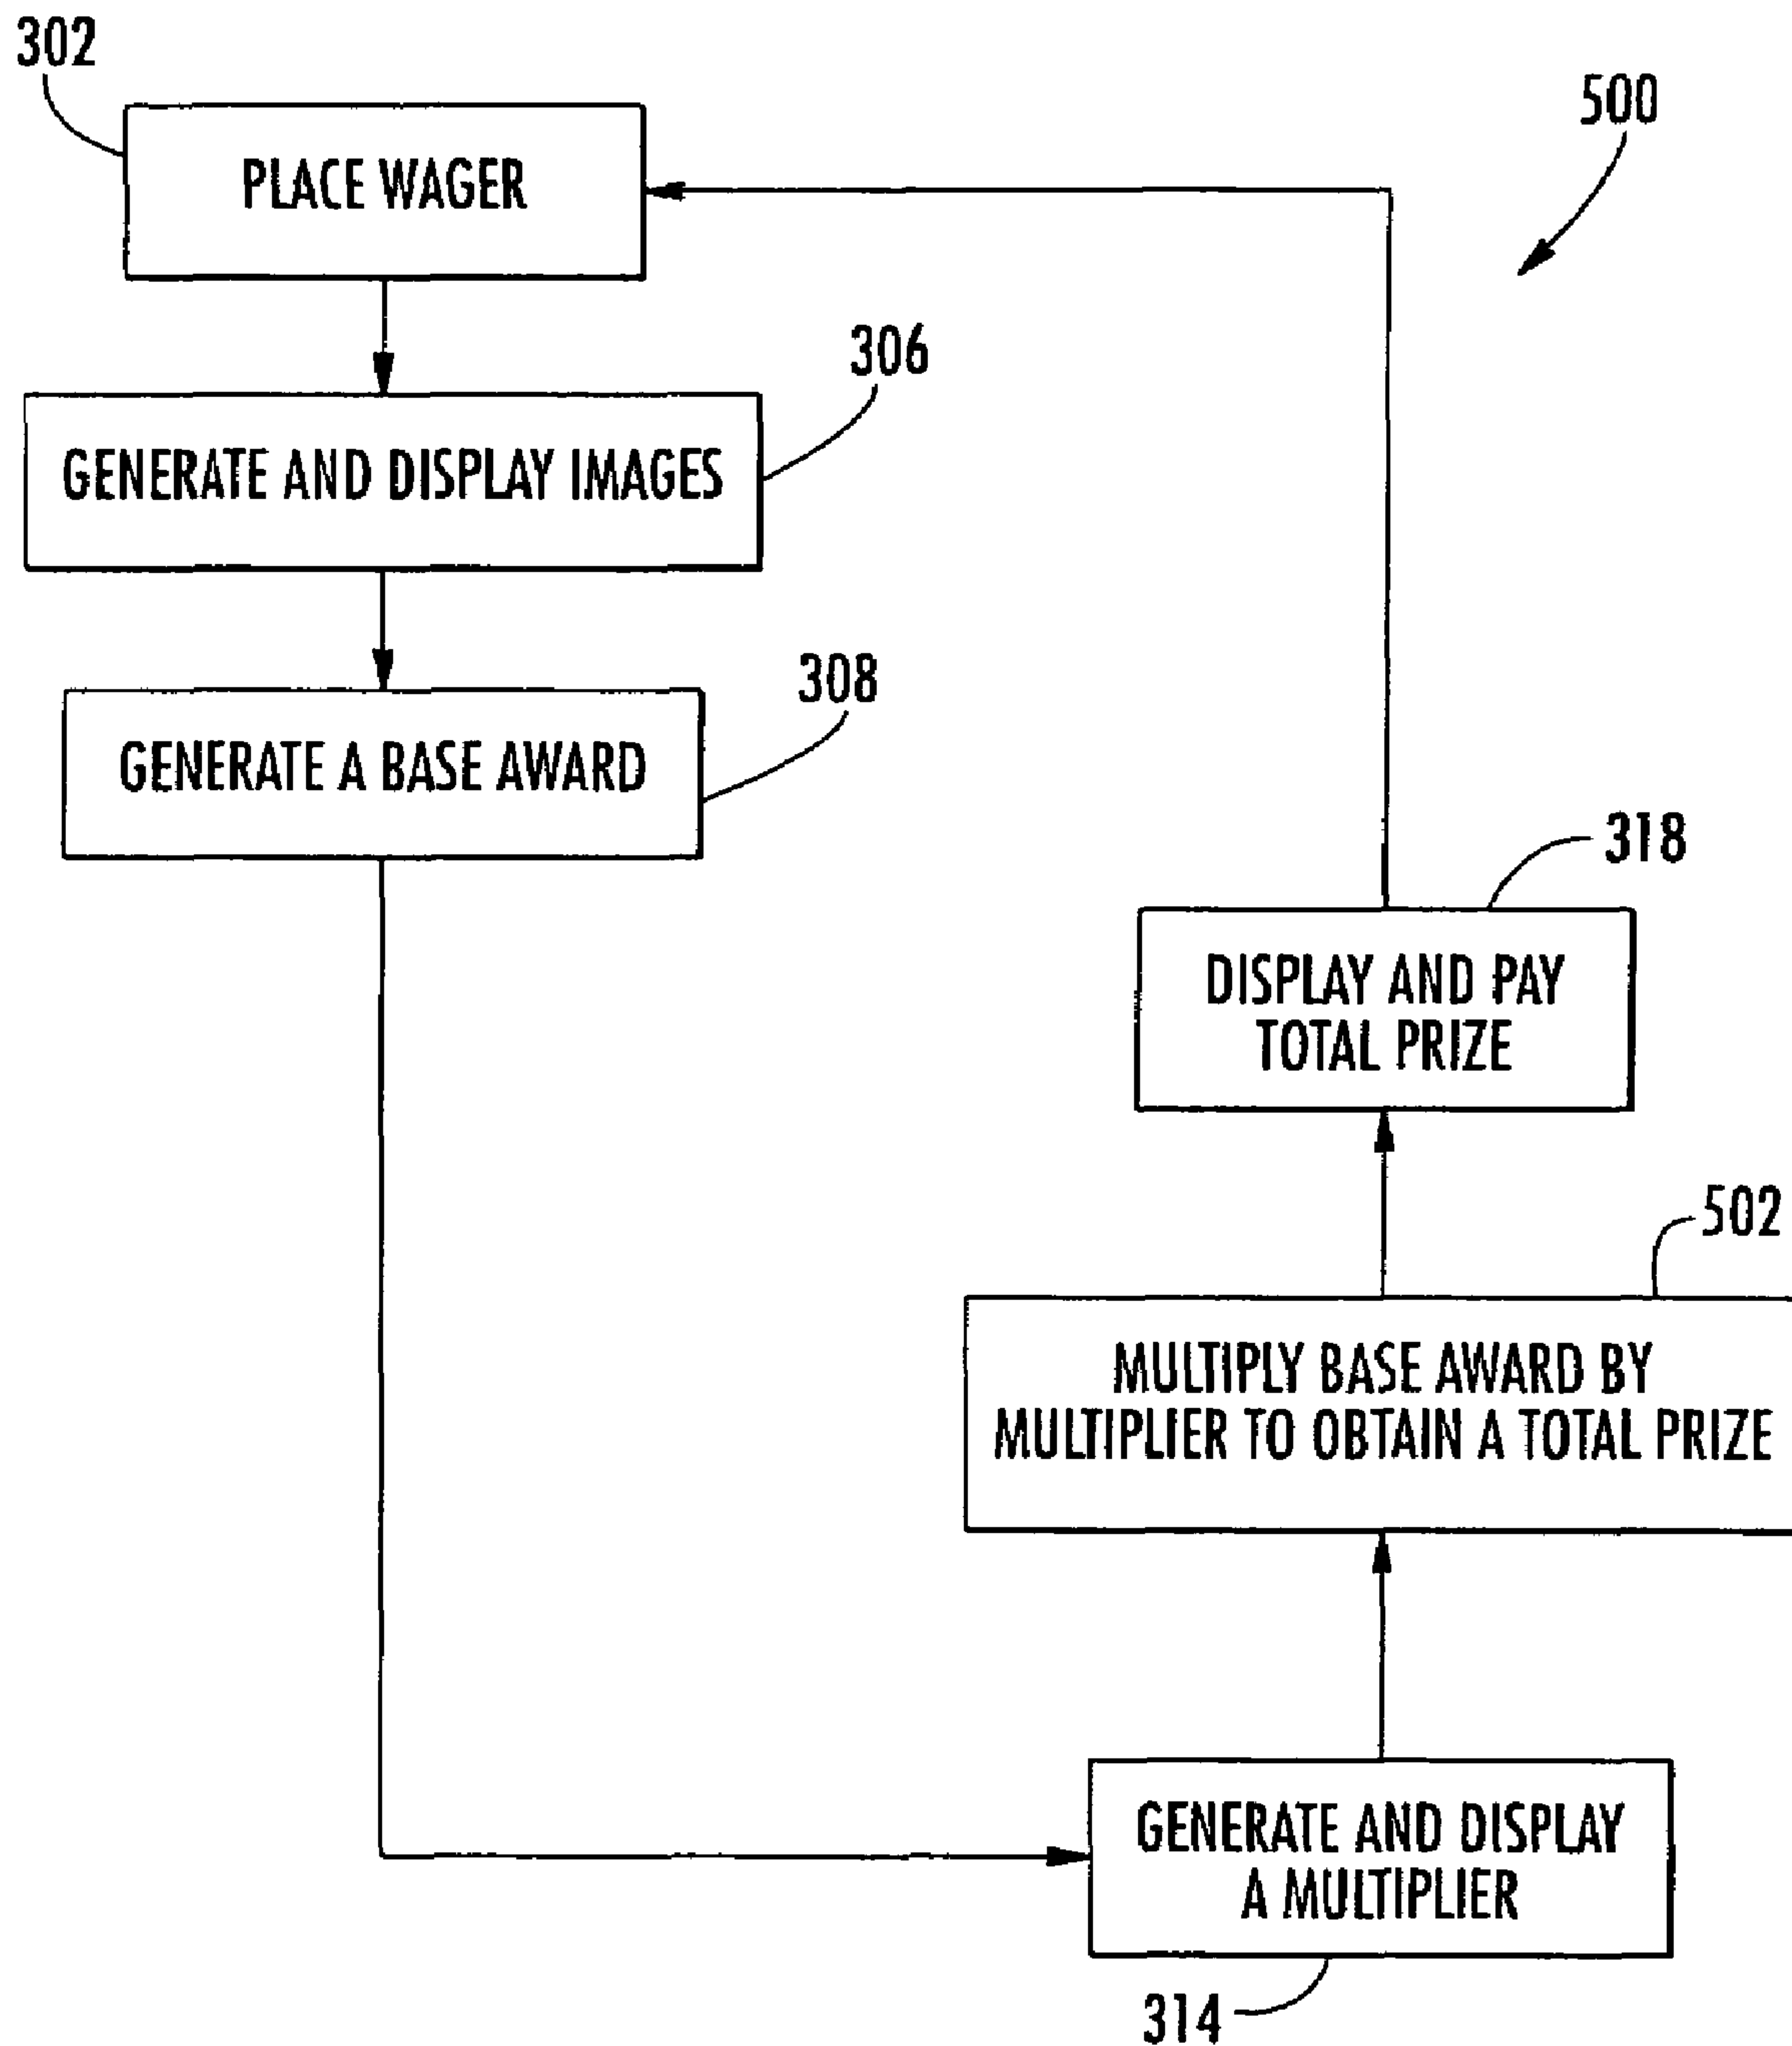 302
500
PLACE WAGER
306
GENERATE AND DISPLAY IMAGES
308
GENERATE A BASE AWARD
318
DISPLAY AND PAY
TOTAL PRIZE
502
MULTIPLY BASE AWARD BY
MULTIPLIER TO OBTAIN A TOTAL PRIZE
GENERATE AND DISPLAY
A MULTIPLIER
314